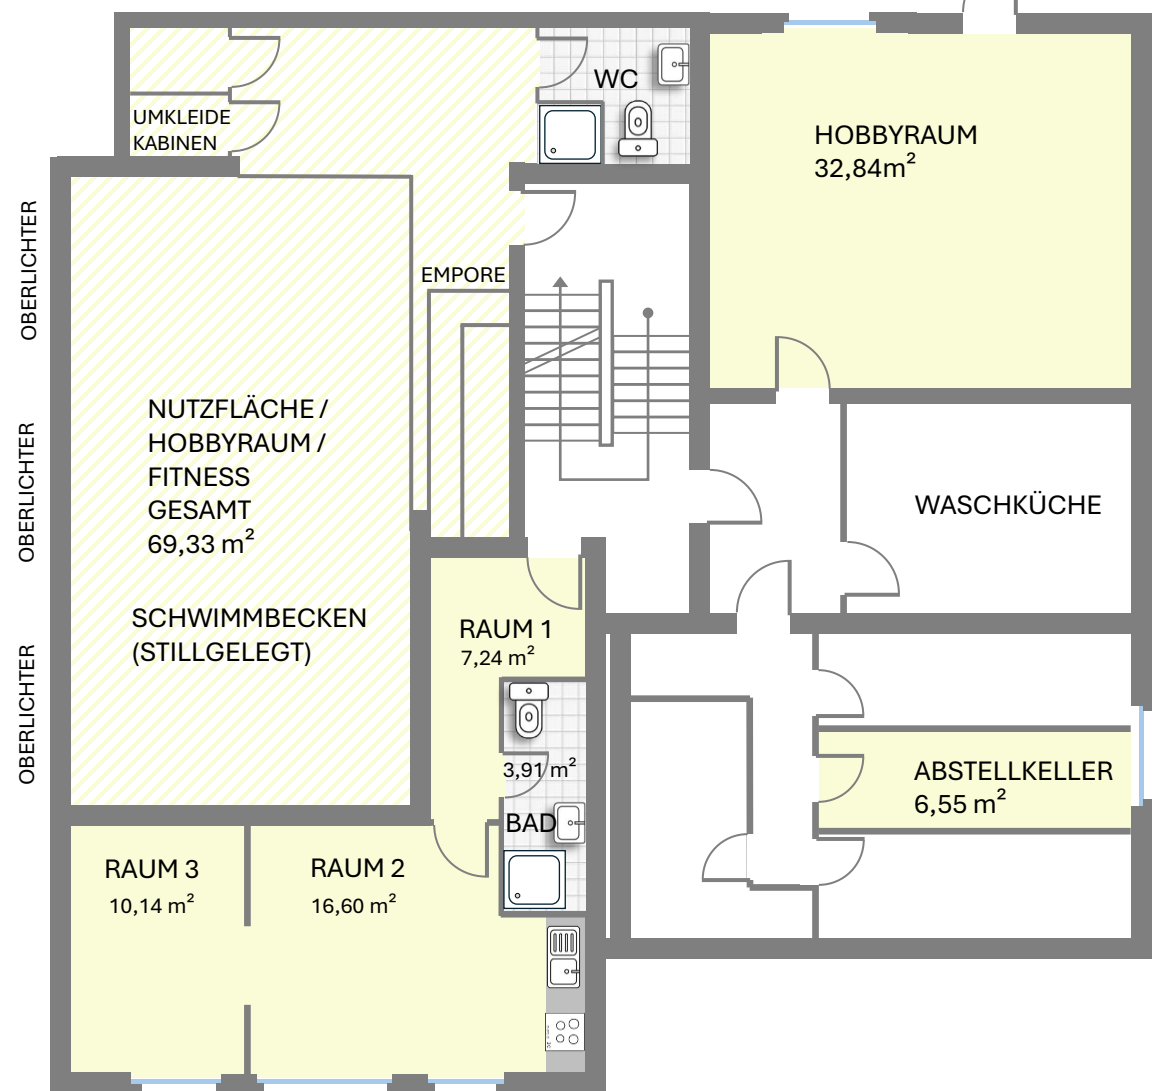 WC
UMKLEIDE
KABINEN
HOBBYRAUM
32,84m²
OBERLICHTER
EMPORE
NUTZFLÄCHE /
HOBBYRAUM /
FITNESS
GESAMT
69,33 m²
OBERLICHTER
WASCHKÜCHE
SCHWIMMBECKEN
(STILLGELEGT)
RAUM 1
7,24 m²
OBERLICHTER
3,91 m²
BAD
ABSTELLKELLER
6,55 m²
RAUM 3
10,14 m²
RAUM 2
16,60 m²